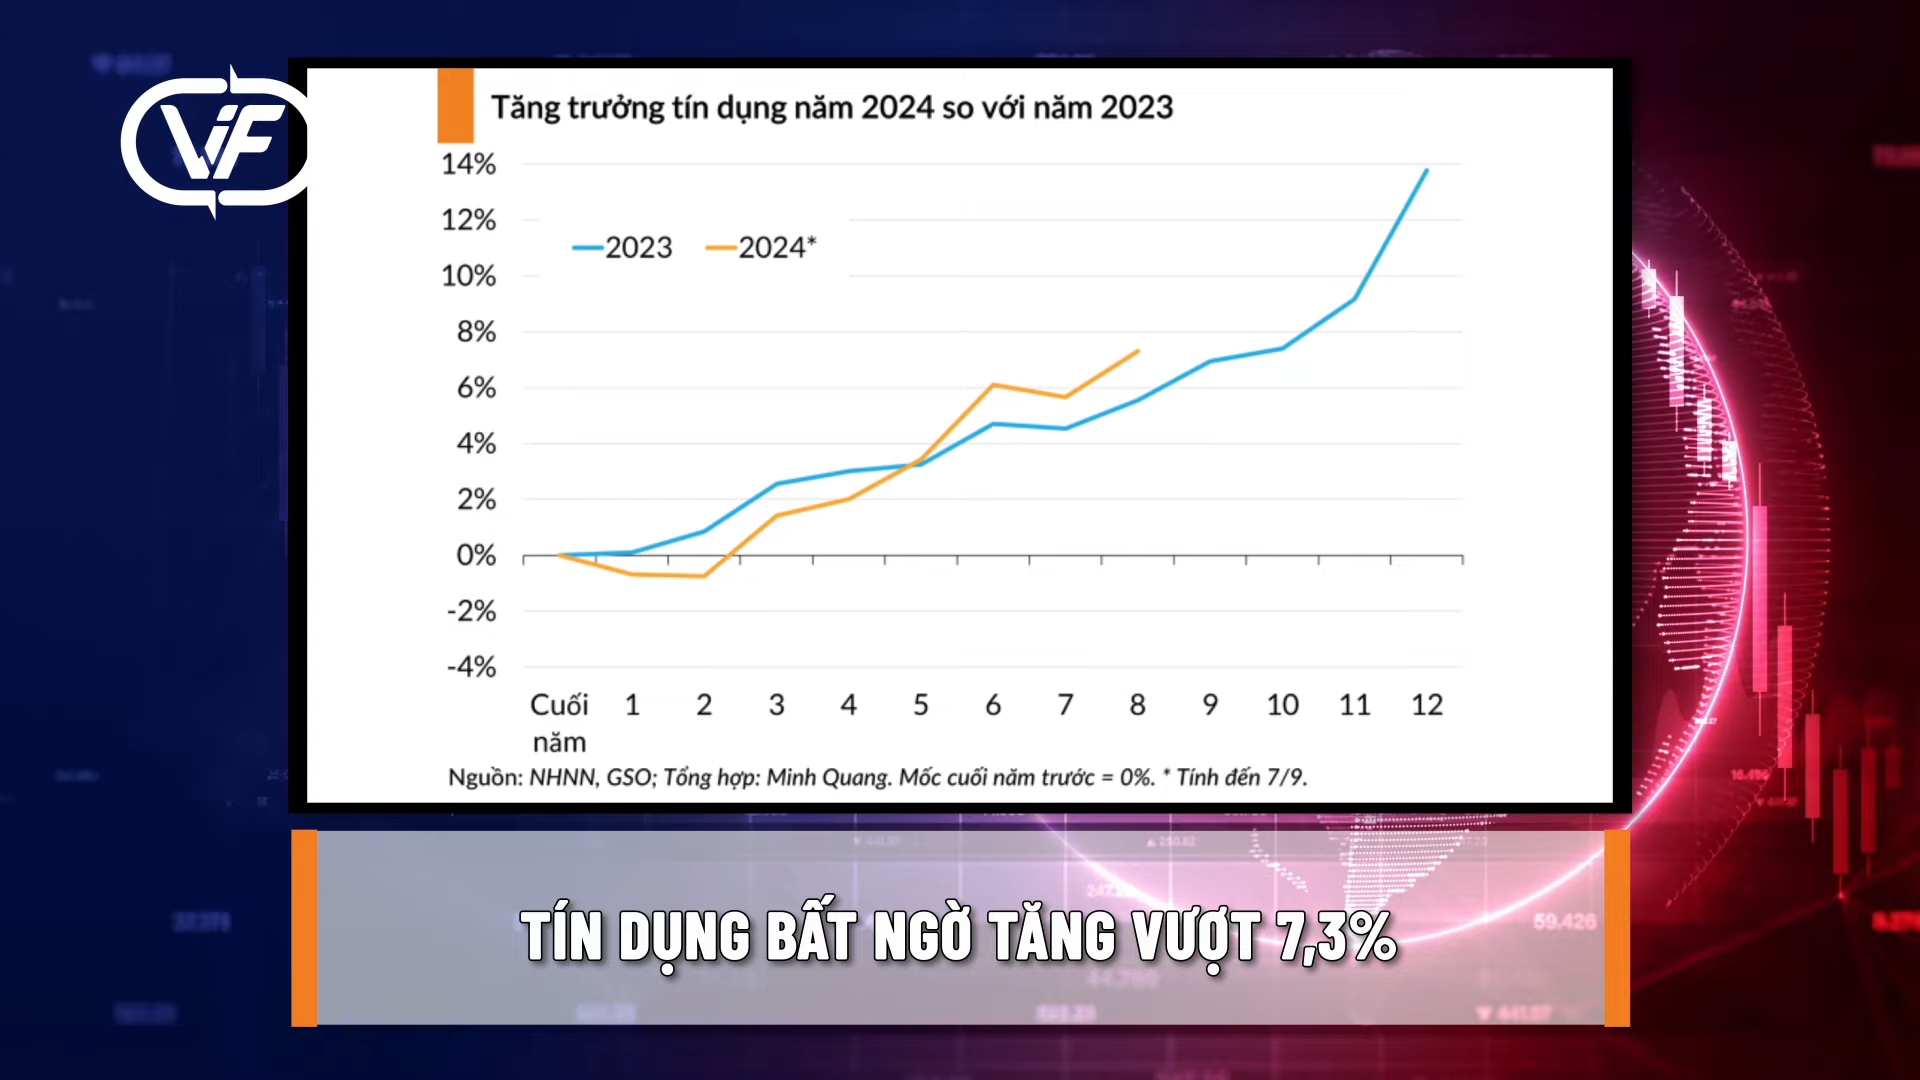 VF
Tăng trưởng tín dụng năm 2024 so với năm 2023
14%
12%
2023 2024*
10%
8%
6%
4%
2%
0%
-2%
-4%
Cuối năm 1 2 3 4 5 6 7 8 9 10 11 12
Nguồn: NHNN, GSO; Tổng hợp: Minh Quang. Mốc cuối năm trước = 0%. * Tính đến 7/9.
59.426
TÍN DỤNG BẤT NGỜ TĂNG VƯỢT 7,3%